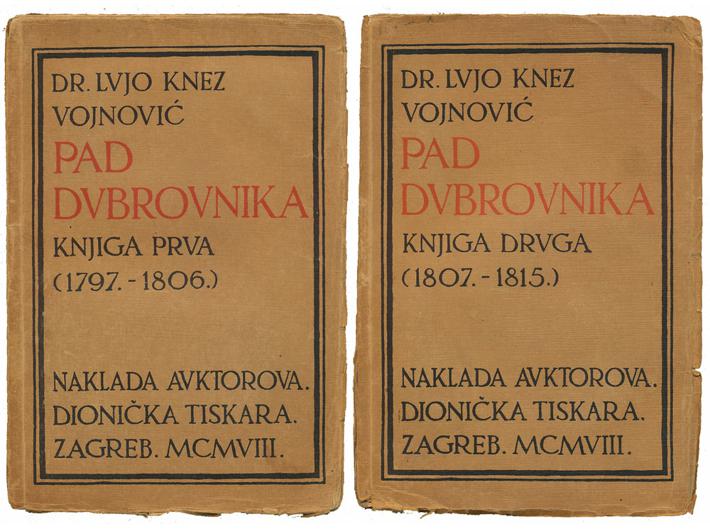 DR. LVJO KNEZ
VOJNOVIĆ
PAD
DVBROVNIKA
KNJIGA PRVA
(1797.-1806.)
NAKLADA AVKTOROVA.
DIONIČKA TISKARA.
ZAGREB. MCMVIII.
DR. LVJO KNEZ
VOJNOVIĆ
PAD
DVBROVNIKA
KNJIGA DRVGA
(1807.-1815.)
NAKLADA AVKTOROVA.
DIONIČKA TISKARA.
ZAGREB. MCMVIII.